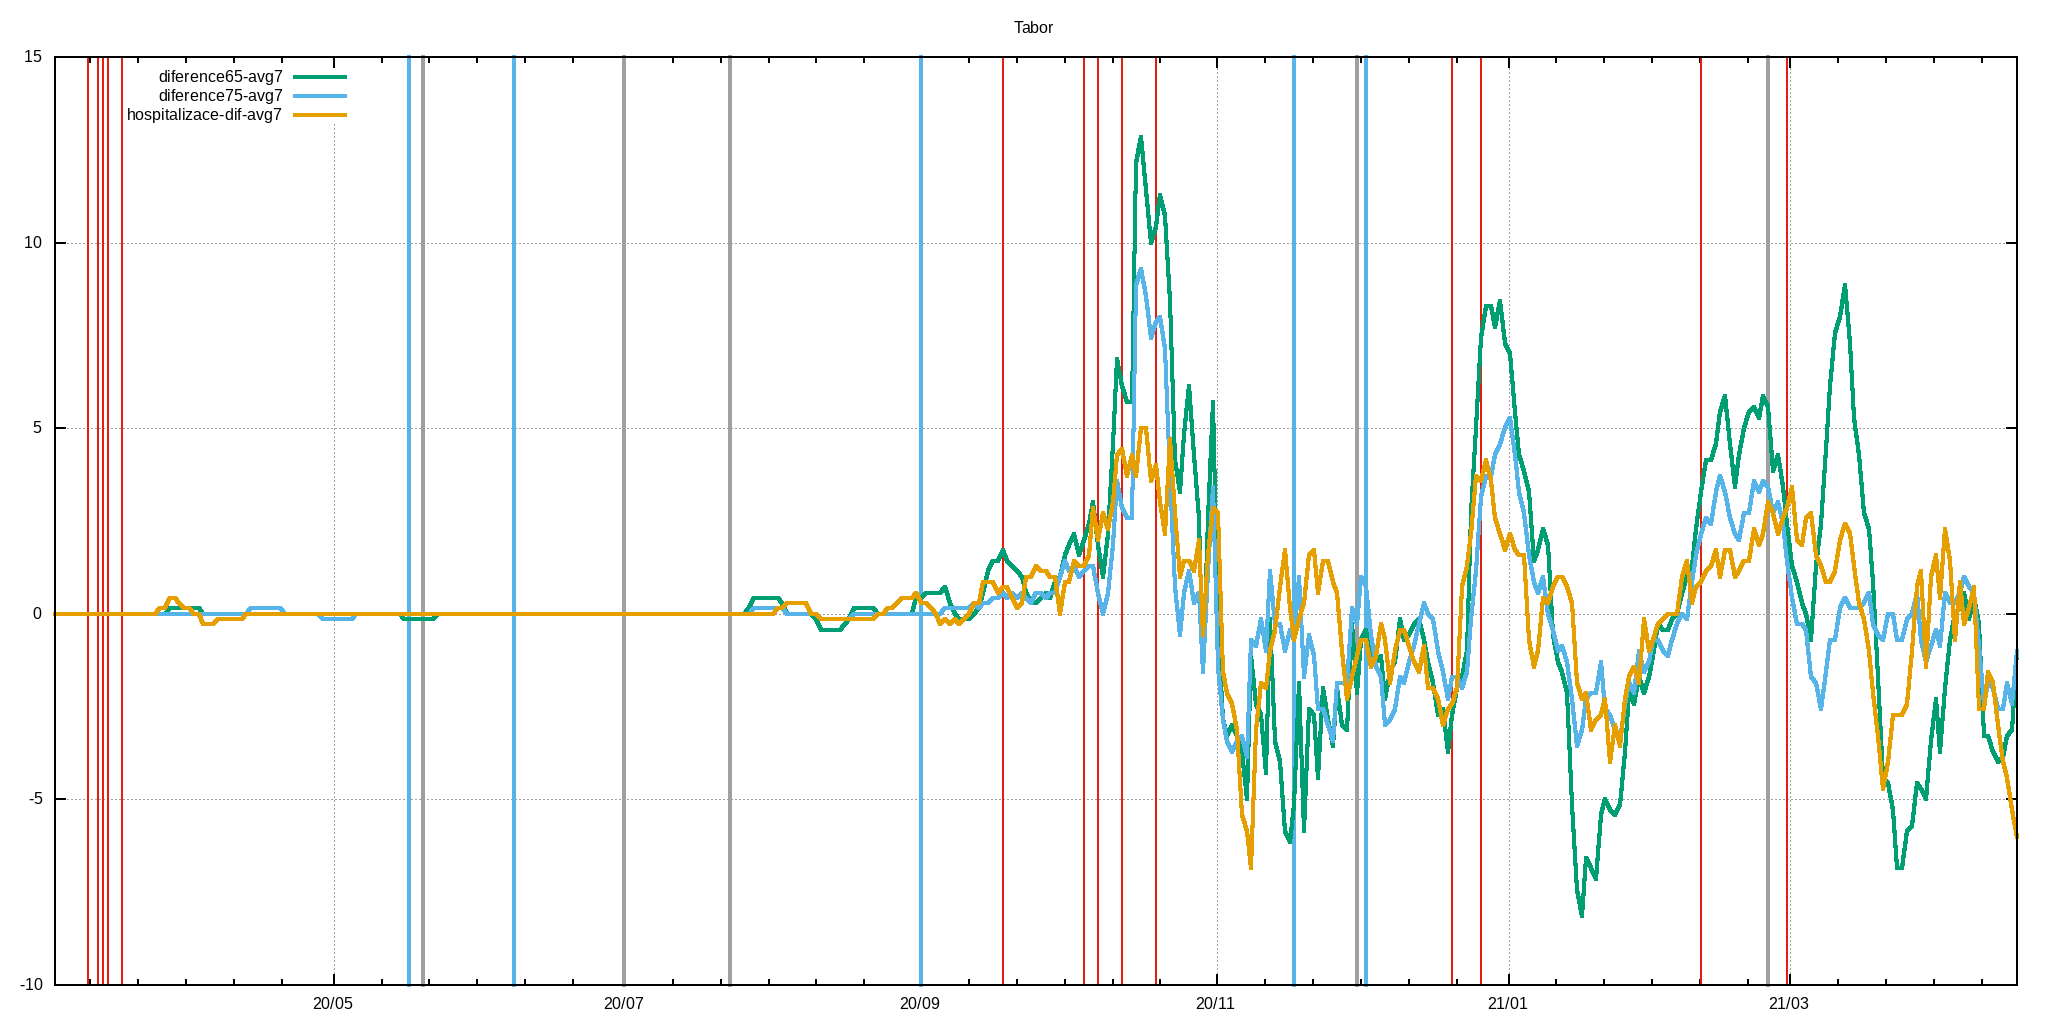 Tabor
15
10
5
0
-5
-10
diference65-avg7
diference75-avg7
hospitalizace-dif-avg7
20/05 20/07 20/09 20/11 21/01 21/03